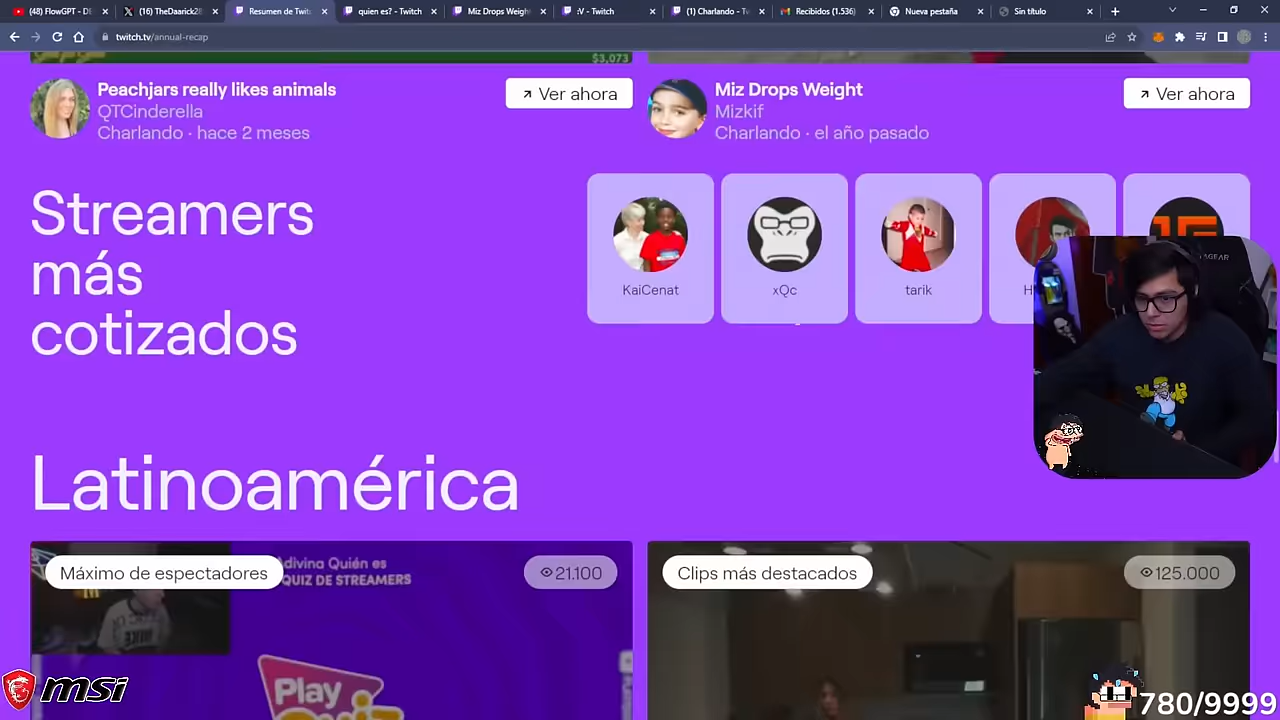 (48) FlowGPT - DE
(16) TheDaarick28
Resumen de Twit
quien es? - Twitch
Miz Drops Weigh
:V - Twitch
(1) Charlando - Tw
Recibidos (1.536)
Nueva pestaña
Sin título
twitch.tv/annual-recap
$3,073
Peachjars really likes animals
QTCinderella
Charlando · hace 2 meses
Ver ahora
Miz Drops Weight
Mizkif
Charlando · el año pasado
Ver ahora
Streamers
más
cotizados
KaiCenat
xQc
tarik
Latinoamérica
Máximo de espectadores
Adivina Quién es
QUIZ DE STREAMERS
21.100
Clips más destacados
125.000
Play
Quiz
msi
780/9999